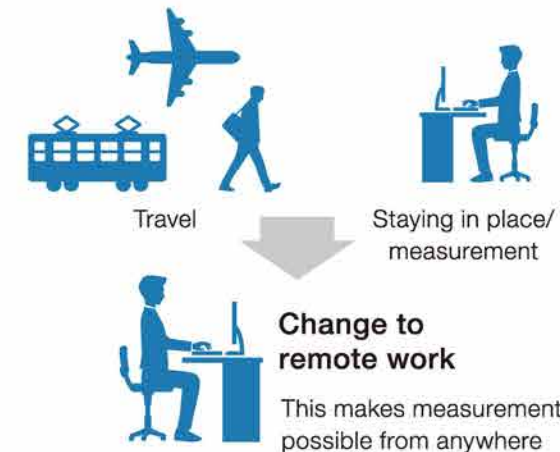 Travel
Staying in place/
measurement
Change to
remote work
This makes measurement
possible from anywhere